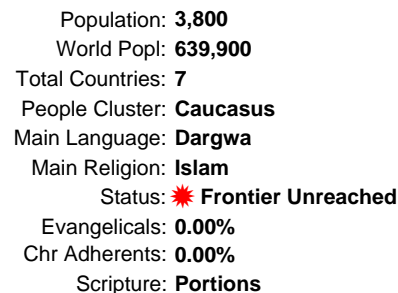 Population: 3,800
World Popl: 639,900
Total Countries: 7
People Cluster: Caucasus
Main Language: Dargwa
Main Religion: Islam
Status: Frontier Unreached
Evangelicals: 0.00%
Chr Adherents: 0.00%
Scripture: Portions